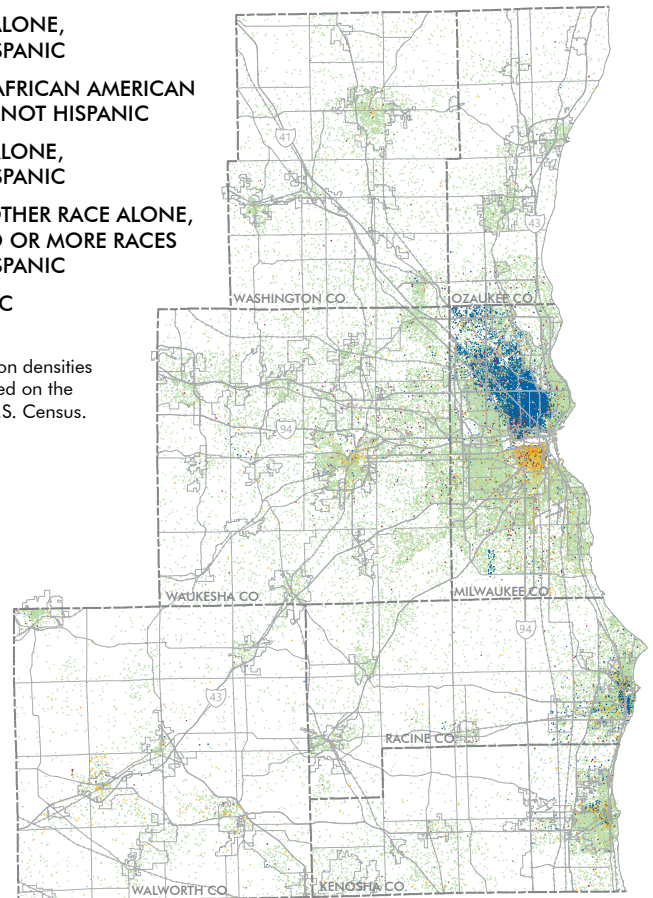 ALONE,
SPANIC
AFRICAN AMERICAN
NOT HISPANIC
ALONE,
SPANIC
OTHER RACE ALONE,
O OR MORE RACES
SPANIC
C
on densities
ed on the
.S. Census.
41
43
WASHINGTON CO.
OZAUKEE CO.
94
WAUKESHA CO.
MILWAUKEE CO.
94
43
RACINE CO.
WALWORTH CO.
KENOSHA CO.